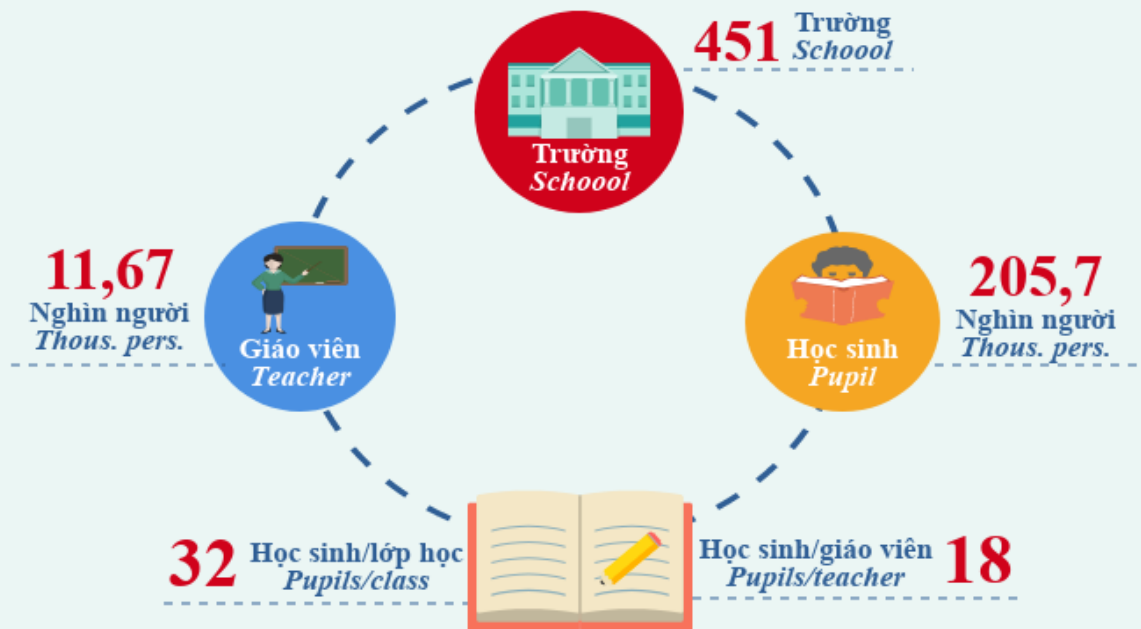 451
Trường
Schoool
Trường
Schoool
11,67
Nghìn người
Thous. pers.
Giáo viên
Teacher
Học sinh
Pupil
205,7
Nghìn người
Thous. pers.
32
Học sinh/lớp học
Pupils/class
Học sinh/giáo viên
Pupils/teacher
18